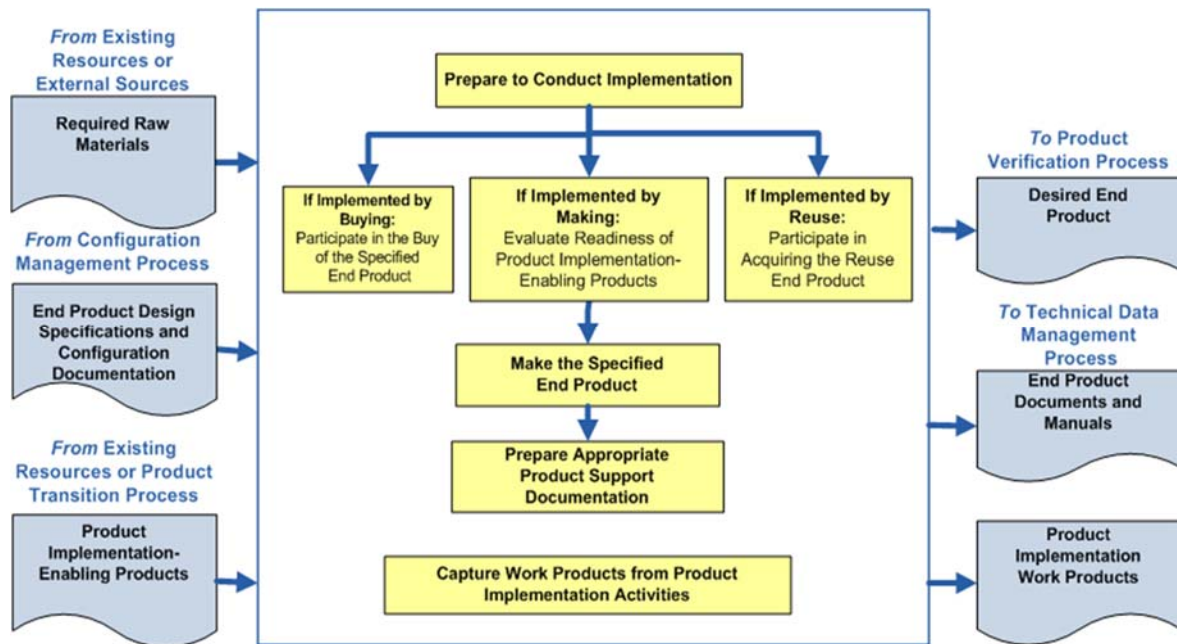 From Existing
Resources or
External Sources
Required Raw
Materials
From Configuration
Management Process
End Product Design
Specifications and
Configuration
Documentation
From Existing
Resources or Product
Transition Process
Product
Implementation-
Enabling Products
Prepare to Conduct Implementation
If Implemented by
Buying:
Participate in the Buy
of the Specified
End Product
If Implemented by
Making:
Evaluate Readiness of
Product Implementation-
Enabling Products
If Implemented by
Reuse:
Participate in
Acquiring the Reuse
End Product
Make the Specified
End Product
Prepare Appropriate
Product Support
Documentation
Capture Work Products from Product
Implementation Activities
To Product
Verification Process
Desired End
Product
To Technical Data
Management
Process
End Product
Documents and
Manuals
Product
Implementation
Work Products